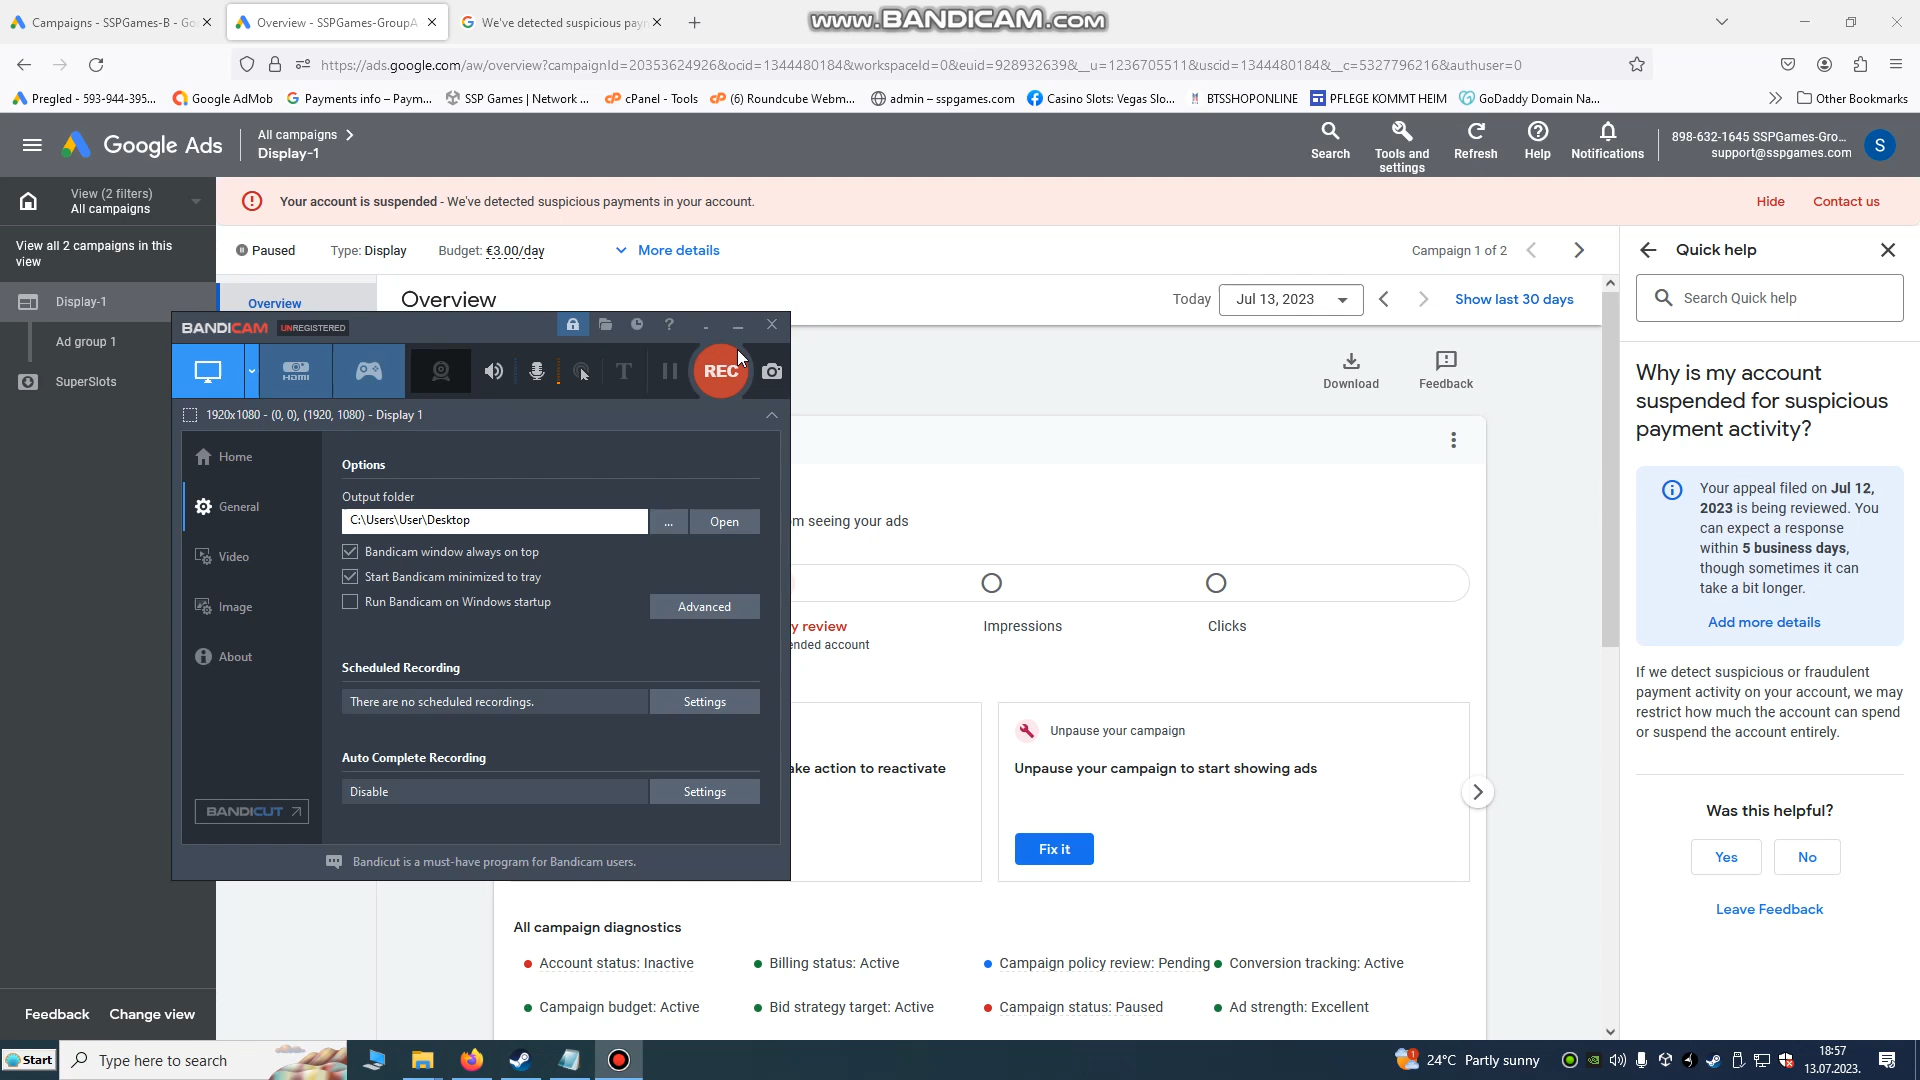 Campaigns - SSPGames-B - Go
Overview - SSPGames-GroupA
We've detected suspicious payn
www.BANDICAM.com
https://ads.google.com/aw/overview?campaignId=20353624926&ocid=1344480184&workspaceId=0&euid=928932639&__u=1236705511&uscid=1344480184&__c=5327796216&authuser=0
Pregled - 593-944-395...
Google AdMob
Payments info – Paym...
SSP Games | Network ...
cPanel - Tools
(6) Roundcube Webm...
admin – sspgames.com
Casino Slots: Vegas Slo...
BTSSHOPONLINE
PFLEGE KOMMT HEIM
GoDaddy Domain Na...
Other Bookmarks
Google Ads
All campaigns
Display-1
Search
Tools and
settings
Refresh
Help
Notifications
898-632-1645 SSPGames-Gro...
support@sspgames.com
S
View (2 filters)
All campaigns
Your account is suspended - We've detected suspicious payments in your account.
Hide
Contact us
View all 2 campaigns in this
view
Display-1
Ad group 1
SuperSlots
Paused
Type: Display
Budget: €3.00/day
More details
Campaign 1 of 2
Overview
Overview
Today
Jul 13, 2023
Show last 30 days
Download
Feedback
BANDICAM
UNREGISTERED
HDMI
T
REC
1920x1080 - (0, 0), (1920, 1080) - Display 1
Home
General
Video
Image
About
BANDICUT
Options
Output folder
C:\Users\User\Desktop
...
Open
Bandicam window always on top
Start Bandicam minimized to tray
Run Bandicam on Windows startup
Advanced
Scheduled Recording
There are no scheduled recordings.
Settings
Auto Complete Recording
Disable
Settings
Bandicut is a must-have program for Bandicam users.
m seeing your ads
y review
ended account
Impressions
Clicks
ake action to reactivate
Unpause your campaign
Unpause your campaign to start showing ads
Fix it
All campaign diagnostics
Account status: Inactive
Billing status: Active
Campaign policy review: Pending
Conversion tracking: Active
Campaign budget: Active
Bid strategy target: Active
Campaign status: Paused
Ad strength: Excellent
Quick help
Search Quick help
Why is my account
suspended for suspicious
payment activity?
Your appeal filed on Jul 12,
2023 is being reviewed. You
can expect a response
within 5 business days,
though sometimes it can
take a bit longer.
Add more details
If we detect suspicious or fraudulent
payment activity on your account, we may
restrict how much the account can spend
or suspend the account entirely.
Was this helpful?
Yes
No
Leave Feedback
Feedback
Change view
Start
Type here to search
24°C Partly sunny
18:57
13.07.2023.